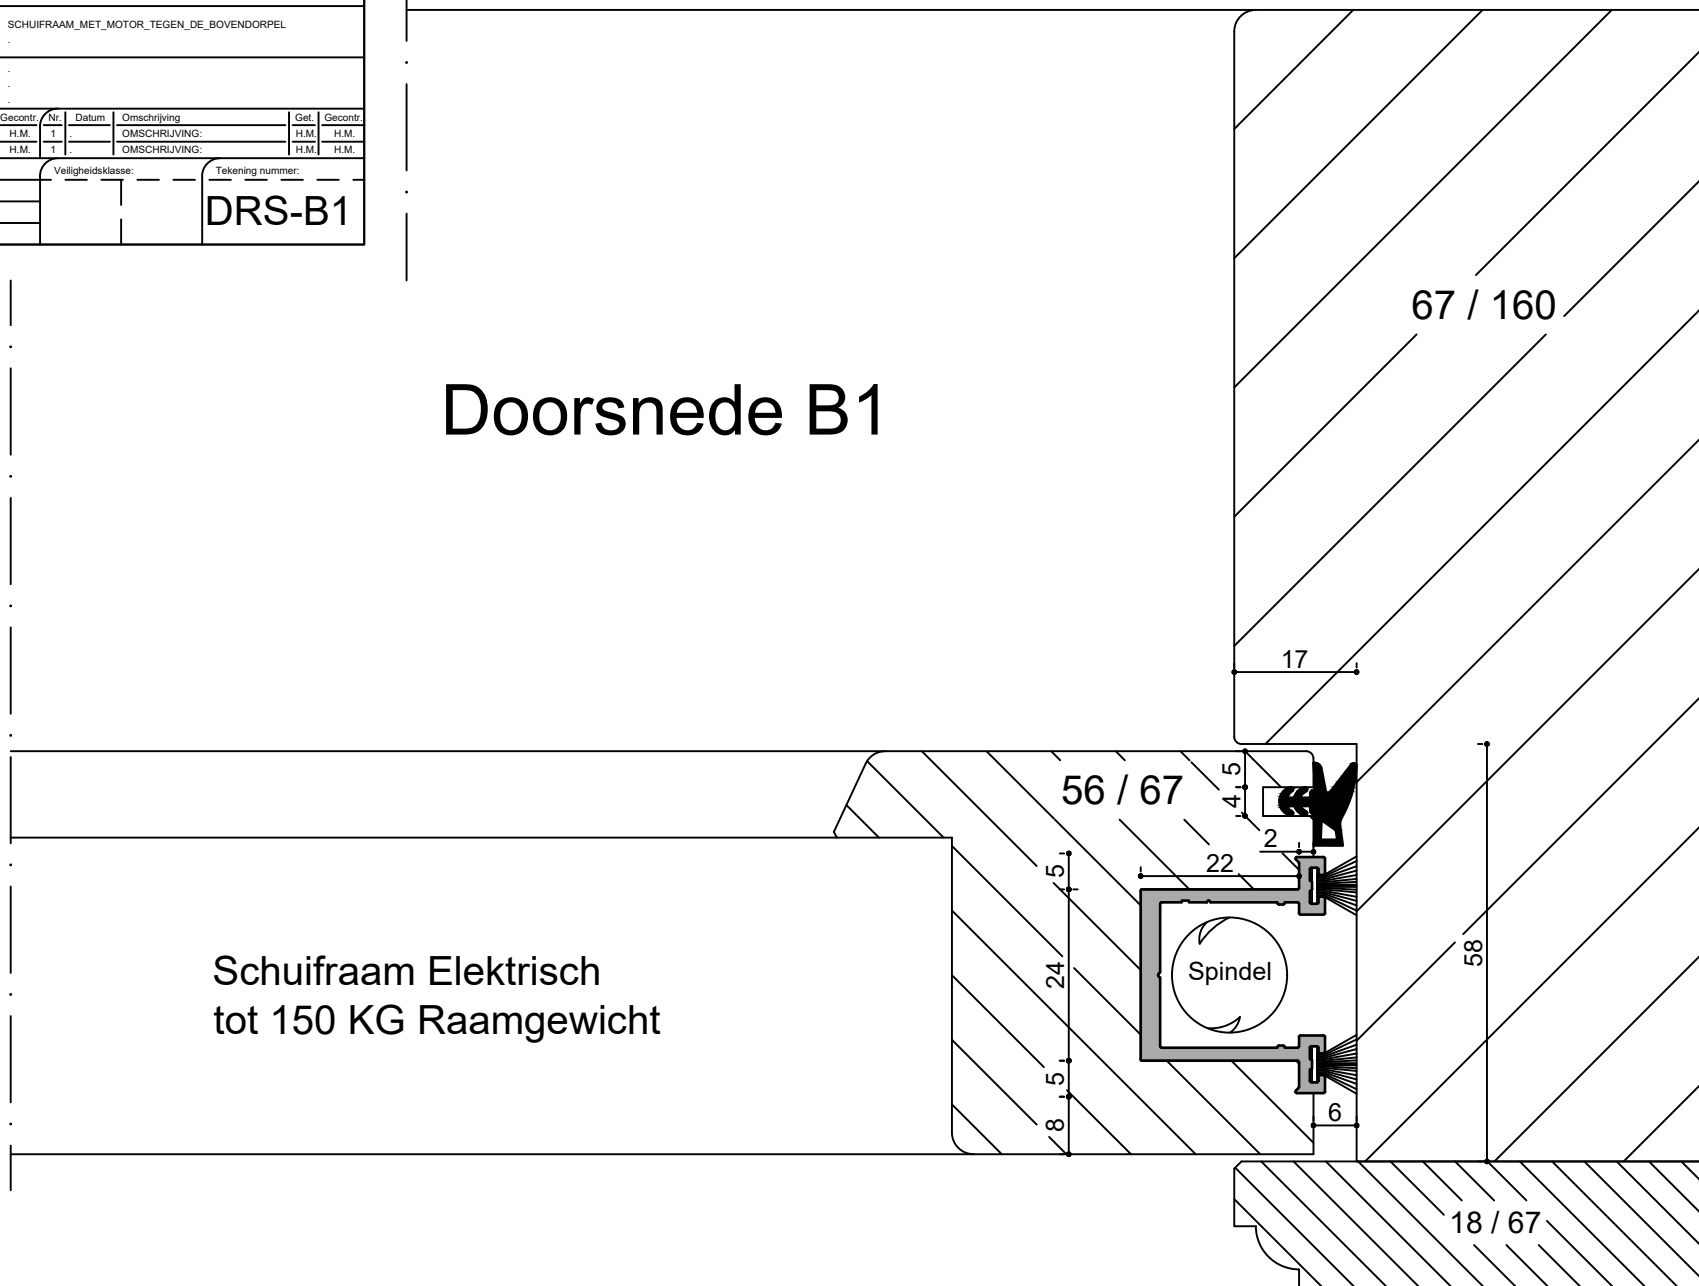 SCHUIFRAAM_MET_MOTOR_TEGEN_DE_BOVENDORPEL
.
.
.
.
Gecontr. Nr. Datum Omschrijving Get. Gecontr.
H.M. 1 . OMSCHRIJVING: H.M. H.M.
H.M. 1 . OMSCHRIJVING: H.M. H.M.
Veiligheidsklasse: Tekening nummer:
DRS-B1
67 / 160
Doorsnede B1
17
56 / 67
5
4
2
22
5
24
5
8
Spindel
58
6
Schuifraam Elektrisch
tot 150 KG Raamgewicht
18 / 67